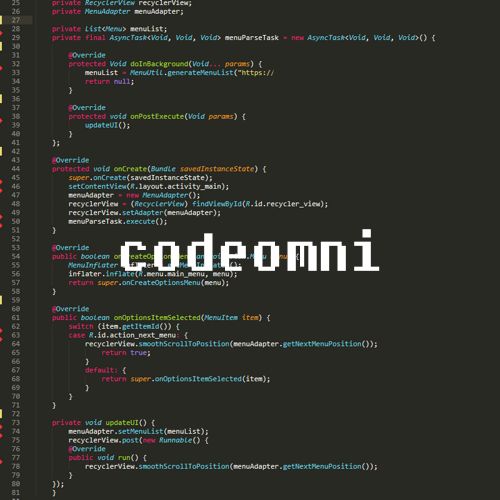 25 private RecyclerView recyclerView;
26 private MenuAdapter menuAdapter;
27
28 private List<Menu> menuList;
29 private final AsyncTask<Void, Void, Void> menuParseTask = new AsyncTask<Void, Void, Void>() {
30
31 @Override
32 protected Void doInBackground(Void... params) {
33 menuList = MenuUtil.generateMenuList("https://
34 return null;
35 }
36
37 @Override
38 protected void onPostExecute(Void params) {
39 updateUI();
40 }
41 };
42
43 @Override
44 protected void onCreate(Bundle savedInstanceState) {
45 super.onCreate(savedInstanceState);
46 setContentView(R.layout.activity_main);
47 menuAdapter = new MenuAdapter();
48 recyclerView = (RecyclerView) findViewById(R.id.recycler_view);
49 recyclerView.setAdapter(menuAdapter);
50 menuParseTask.execute();
51 }
52
53 @Override
54 public boolean {
codeomni
55 MenuInflater
56 inflater.inflate(R.menu.main_menu, menu);
57 return super.onCreateOptionsMenu(menu);
58 }
59
60 @Override
61 public boolean onOptionsItemSelected(MenuItem item) {
62 switch (item.getItemId()) {
63 case R.id.action_next_menu: {
64 recyclerView.smoothScrollToPosition(menuAdapter.getNextMenuPosition());
65 return true;
66 }
67 default: {
68 return super.onOptionsItemSelected(item);
69 }
70 }
71 }
72
73 private void updateUI() {
74 menuAdapter.setMenuList(menuList);
75 recyclerView.post(new Runnable() {
76 @Override
77 public void run() {
78 recyclerView.smoothScrollToPosition(menuAdapter.getNextMenuPosition());
79 }
80 });
81 }